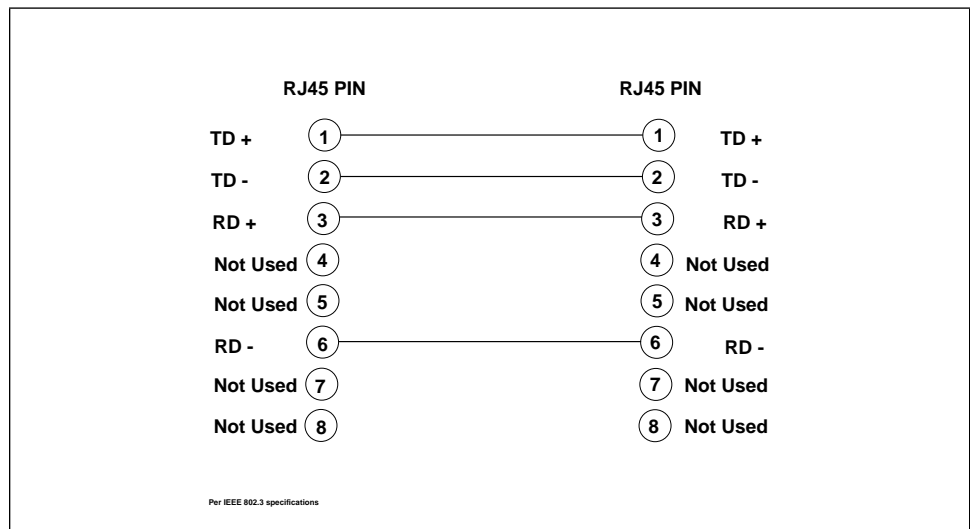 RJ45 PIN RJ45 PIN
TD + 1 1 TD +
TD - 2 2 TD -
RD + 3 3 RD +
Not Used 4 4 Not Used
Not Used 5 5 Not Used
RD - 6 6 RD -
Not Used 7 7 Not Used
Not Used 8 8 Not Used
Per IEEE 802.3 specifications